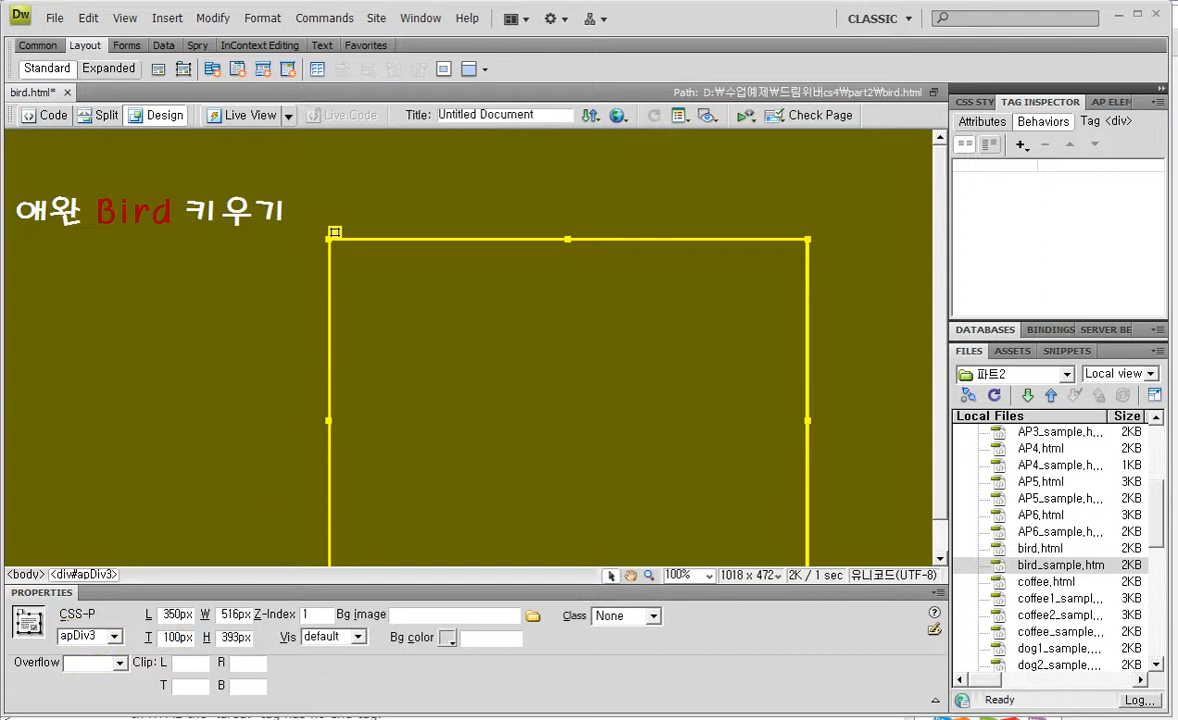 Dw File Edit View Insert Modify Format Commands Site Window Help CLASSIC
Common Layout Forms Data Spry InContext Editing Text Favorites
Standard Expanded
bird.html* Path: D:₩수업예제₩드림위버cs4₩part2₩bird.html
Code Split Design Live View Live Code Title: Untitled Document Check Page
CSS STY TAG INSPECTOR AP ELEM
Attributes Behaviors Tag <div>
애완 Bird 키우기
DATABASES BINDINGS SERVER BE
FILES ASSETS SNIPPETS
파트2 Local view
Local Files Size
AP3_sample,h,,, 2KB
AP4,html 2KB
AP4_sample,h,,, 1KB
AP5,html 3KB
AP5_sample,h,,, 2KB
AP6,html 3KB
AP6_sample,h,,, 2KB
bird,html 2KB
bird_sample,htm 2KB
coffee,html 2KB
coffee1_samp,,, 3KB
coffee2_samp,,, 3KB
coffee_sample,,, 2KB
dog1_sample,,, 2KB
dog2_sample,,, 2KB
Ready Log...
<body> <div#apDiv3> 100% 1018 x 472 2K / 1 sec 유니코드(UTF-8)
PROPERTIES
CSS-P L 350px W 516px Z-Index 1 Bg image Class None
apDiv3 T 100px H 393px Vis default Bg color
Overflow Clip: L R
T B